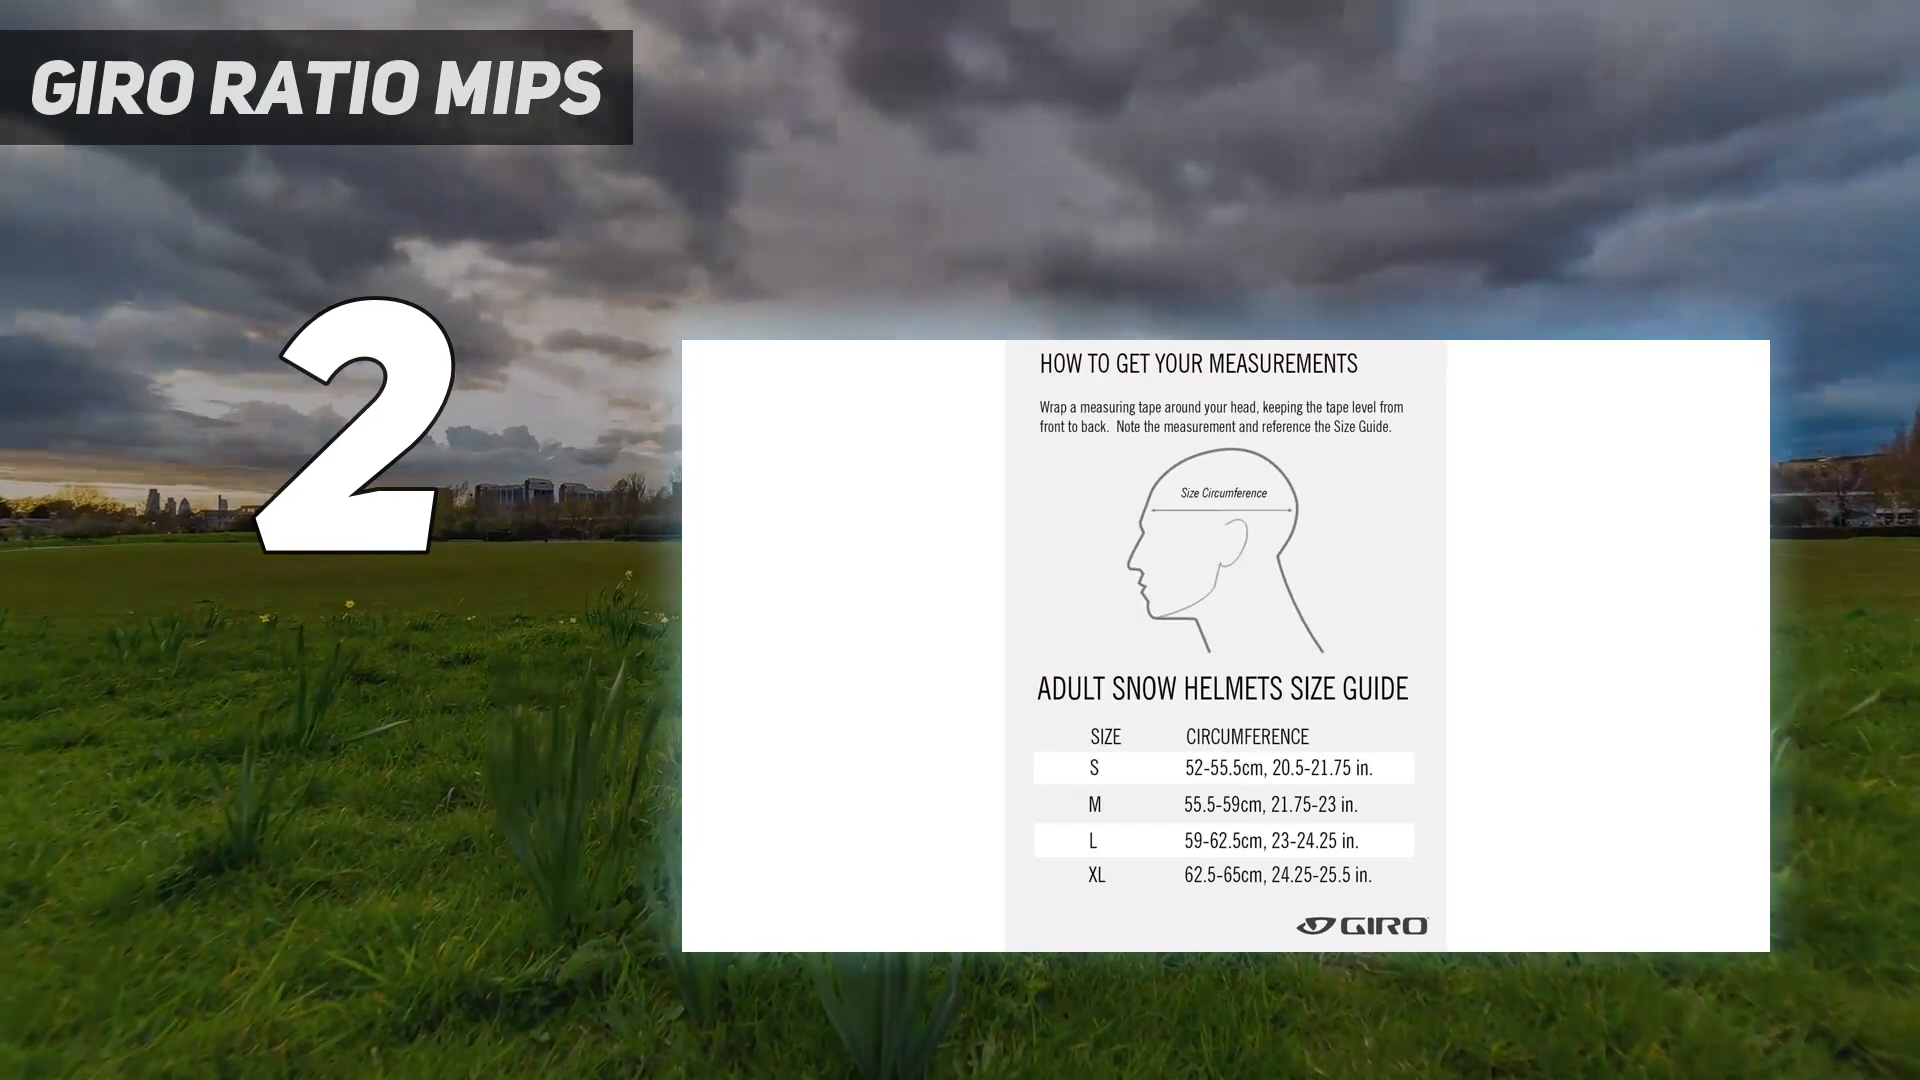 GIRO RATIO MIPS
2
HOW TO GET YOUR MEASUREMENTS
Wrap a measuring tape around your head, keeping the tape level from
front to back. Note the measurement and reference the Size Guide.
Size Circumference
ADULT SNOW HELMETS SIZE GUIDE
SIZE CIRCUMFERENCE
S 52-55.5cm, 20.5-21.75 in.
M 55.5-59cm, 21.75-23 in.
L 59-62.5cm, 23-24.25 in.
XL 62.5-65cm, 24.25-25.5 in.
GIRO